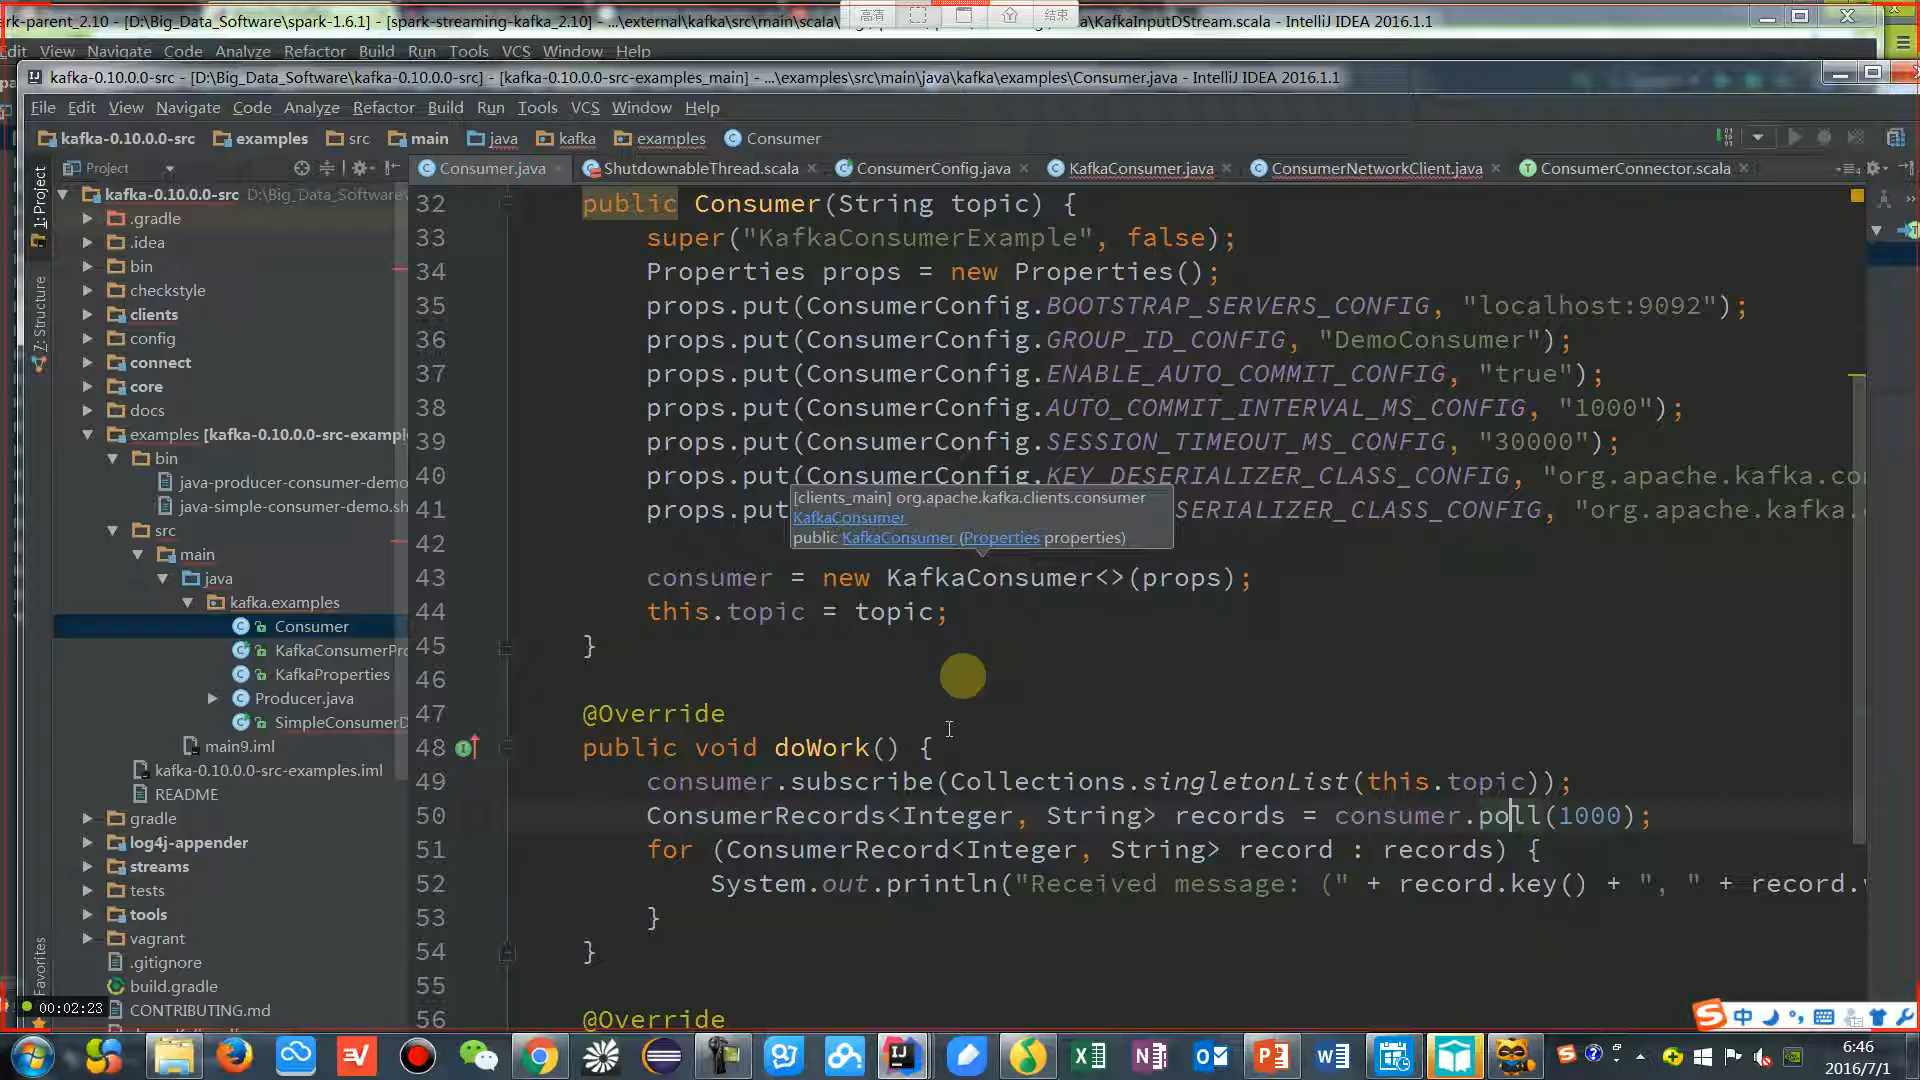 rk-parent_2.10 - [D:\Big_Data_Software\spark-1.6.1] - [spark-streaming-kafka_2.10] - ...\external\kafka\src\main\scala\
\KafkaInputDStream.scala - IntelliJ IDEA 2016.1.1
高清
结束
Edit View Navigate Code Analyze Refactor Build Run Tools VCS Window Help
kafka-0.10.0.0-src - [D:\Big_Data_Software\kafka-0.10.0.0-src] - [kafka-0.10.0.0-src-examples_main] - ...\examples\src\main\java\kafka\examples\Consumer.java - IntelliJ IDEA 2016.1.1
File Edit View Navigate Code Analyze Refactor Build Run Tools VCS Window Help
kafka-0.10.0.0-src examples src main java kafka examples Consumer
Project
Consumer.java ShutdownableThread.scala ConsumerConfig.java KafkaConsumer.java ConsumerNetworkClient.java ConsumerConnector.scala
1: Project
7: Structure
Favorites
kafka-0.10.0.0-src D:\Big_Data_Software
.gradle
.idea
bin
checkstyle
clients
config
connect
core
docs
examples [kafka-0.10.0.0-src-exampl
bin
java-producer-consumer-demo
java-simple-consumer-demo.sh
src
main
java
kafka.examples
Consumer
KafkaConsumerPro
KafkaProperties
Producer.java
SimpleConsumerD
main9.iml
kafka-0.10.0.0-src-examples.iml
README
gradle
log4j-appender
streams
tests
tools
vagrant
.gitignore
build.gradle
CONTRIBUTING.md
32 public Consumer(String topic) {
33 super("KafkaConsumerExample", false);
34 Properties props = new Properties();
35 props.put(ConsumerConfig.BOOTSTRAP_SERVERS_CONFIG, "localhost:9092");
36 props.put(ConsumerConfig.GROUP_ID_CONFIG, "DemoConsumer");
37 props.put(ConsumerConfig.ENABLE_AUTO_COMMIT_CONFIG, "true");
38 props.put(ConsumerConfig.AUTO_COMMIT_INTERVAL_MS_CONFIG, "1000");
39 props.put(ConsumerConfig.SESSION_TIMEOUT_MS_CONFIG, "30000");
40 props.put(ConsumerConfig.KEY_DESERIALIZER_CLASS_CONFIG, "org.apache.kafka.co
41 props.put SERIALIZER_CLASS_CONFIG, "org.apache.kafka.
[clients_main] org.apache.kafka.clients.consumer
KafkaConsumer
public KafkaConsumer (Properties properties)
42
43 consumer = new KafkaConsumer<>(props);
44 this.topic = topic;
45 }
46
47 @Override
48 public void doWork() {
49 consumer.subscribe(Collections.singletonList(this.topic));
50 ConsumerRecords<Integer, String> records = consumer.poll(1000);
51 for (ConsumerRecord<Integer, String> record : records) {
52 System.out.println("Received message: (" + record.key() + ", " + record.v
53 }
54 }
55
56 @Override
00:02:23
中
6:46
2016/7/1